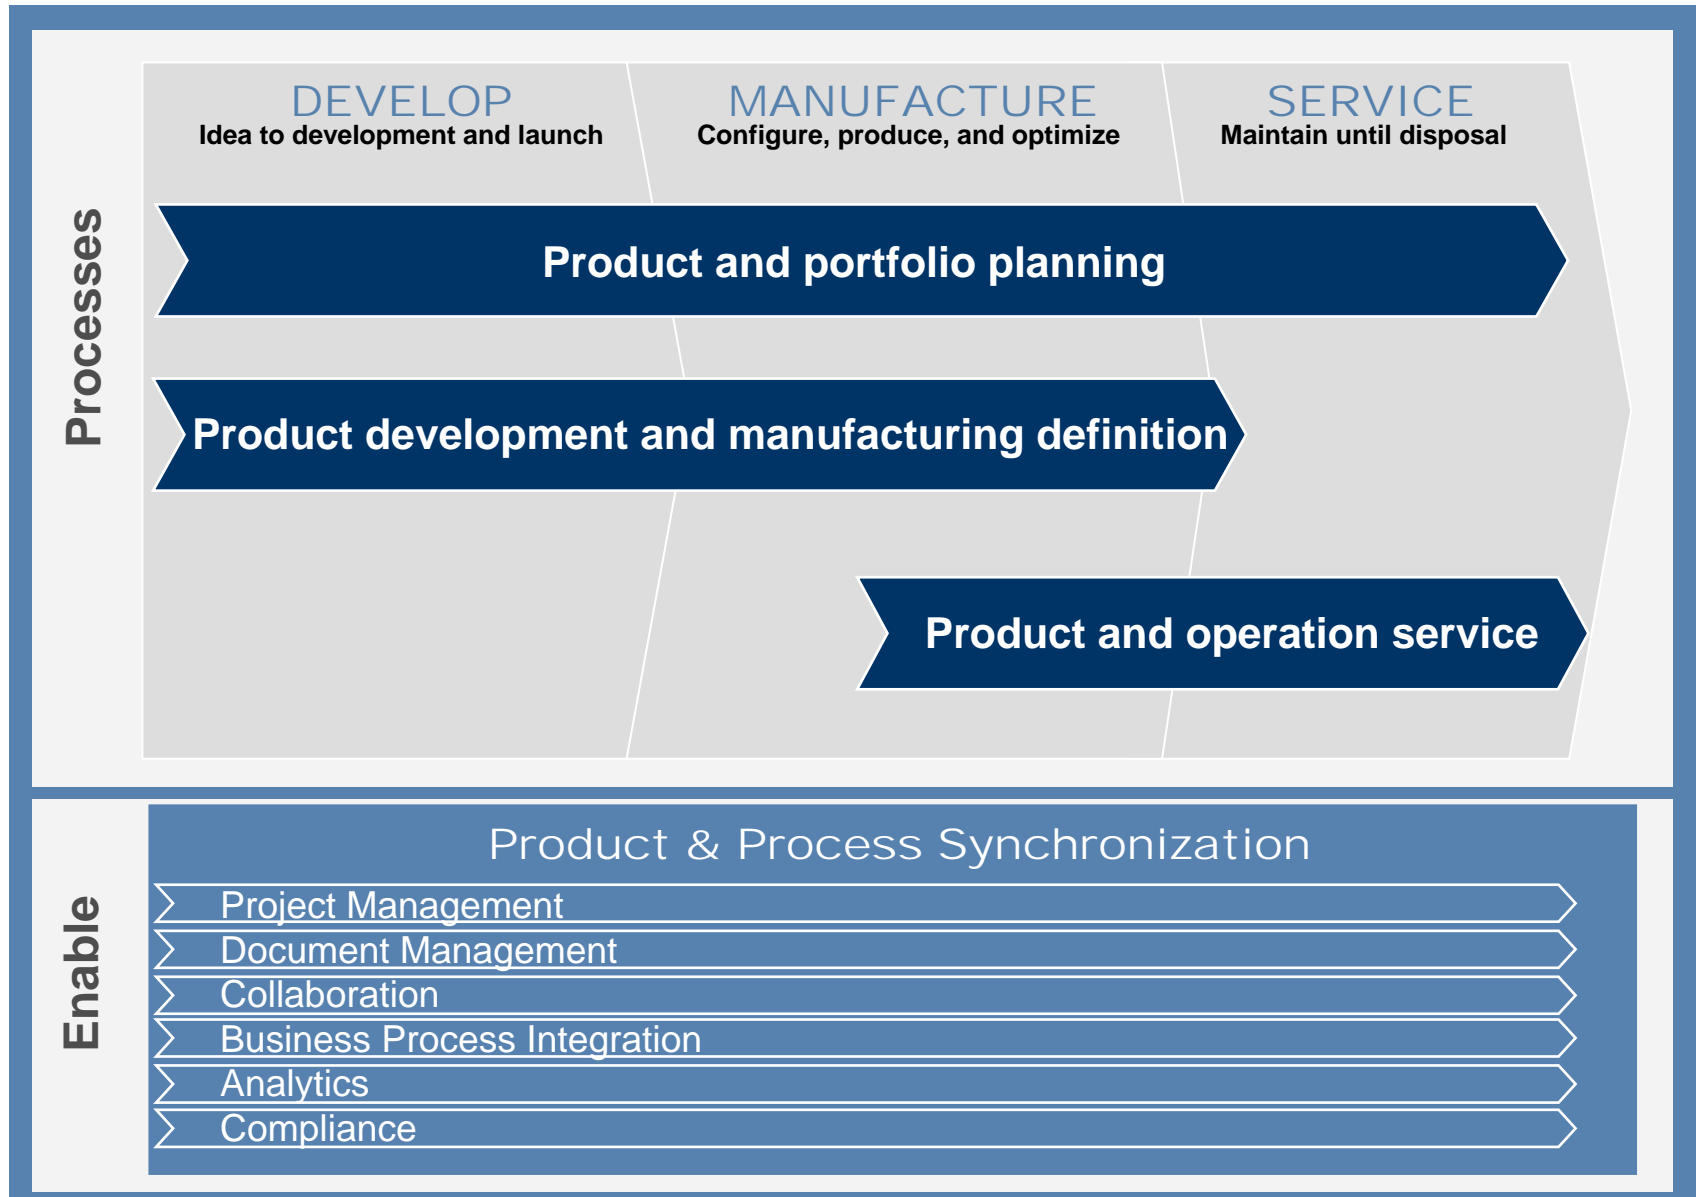 Processes
DEVELOP
Idea to development and launch
MANUFACTURE
Configure, produce, and optimize
SERVICE
Maintain until disposal
Product and portfolio planning
Product development and manufacturing definition
Product and operation service
Enable
Product & Process Synchronization
Project Management
Document Management
Collaboration
Business Process Integration
Analytics
Compliance